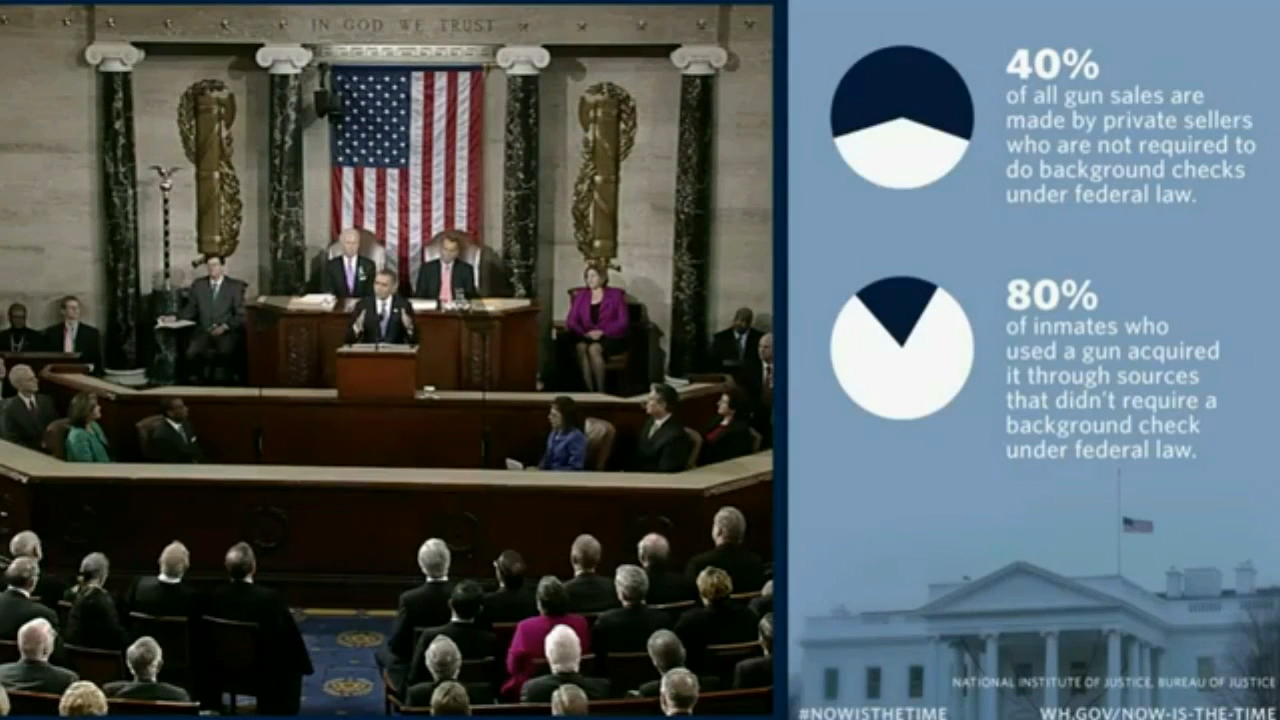 IN GOD WE TRUST
40%
of all gun sales are
made by private sellers
who are not required to
do background checks
under federal law.
80%
of inmates who
used a gun acquired
it through sources
that didn't require a
background check
under federal law.
NATIONAL INSTITUTE OF JUSTICE, BUREAU OF JUSTICE
#NOWISTHETIME
WH.GOV/NOW-IS-THE-TIME